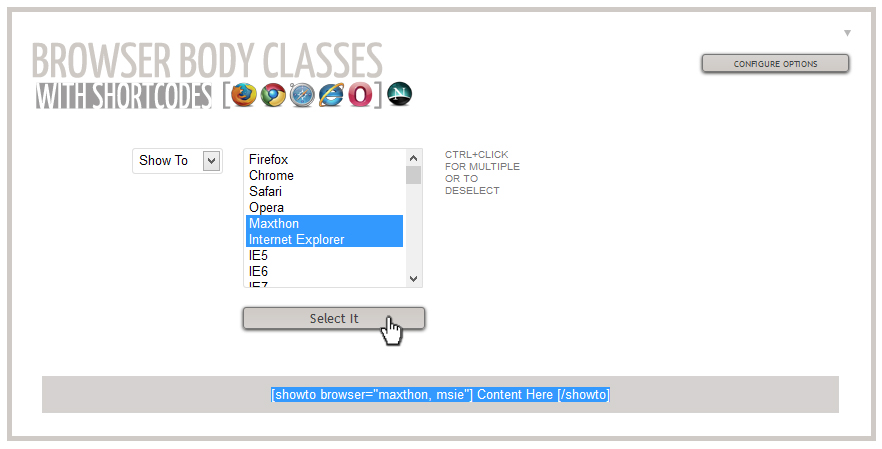 BROWSER BODY CLASSES
WITH SHORTCODES [ ]
CONFIGURE OPTIONS
Show To
Firefox
Chrome
Safari
Opera
Maxthon
Internet Explorer
IE5
IE6
IE7
CTRL+CLICK
FOR MULTIPLE
OR TO
DESELECT
Select It
[showto browser="maxthon, msie"] Content Here [/showto]